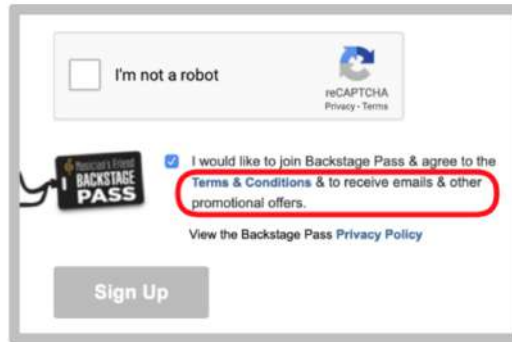 I'm not a robot
reCAPTCHA
Privacy - Terms
Musician's Friend
BACKSTAGE
PASS
I would like to join Backstage Pass & agree to the
Terms & Conditions & to receive emails & other
promotional offers.
View the Backstage Pass Privacy Policy
Sign Up